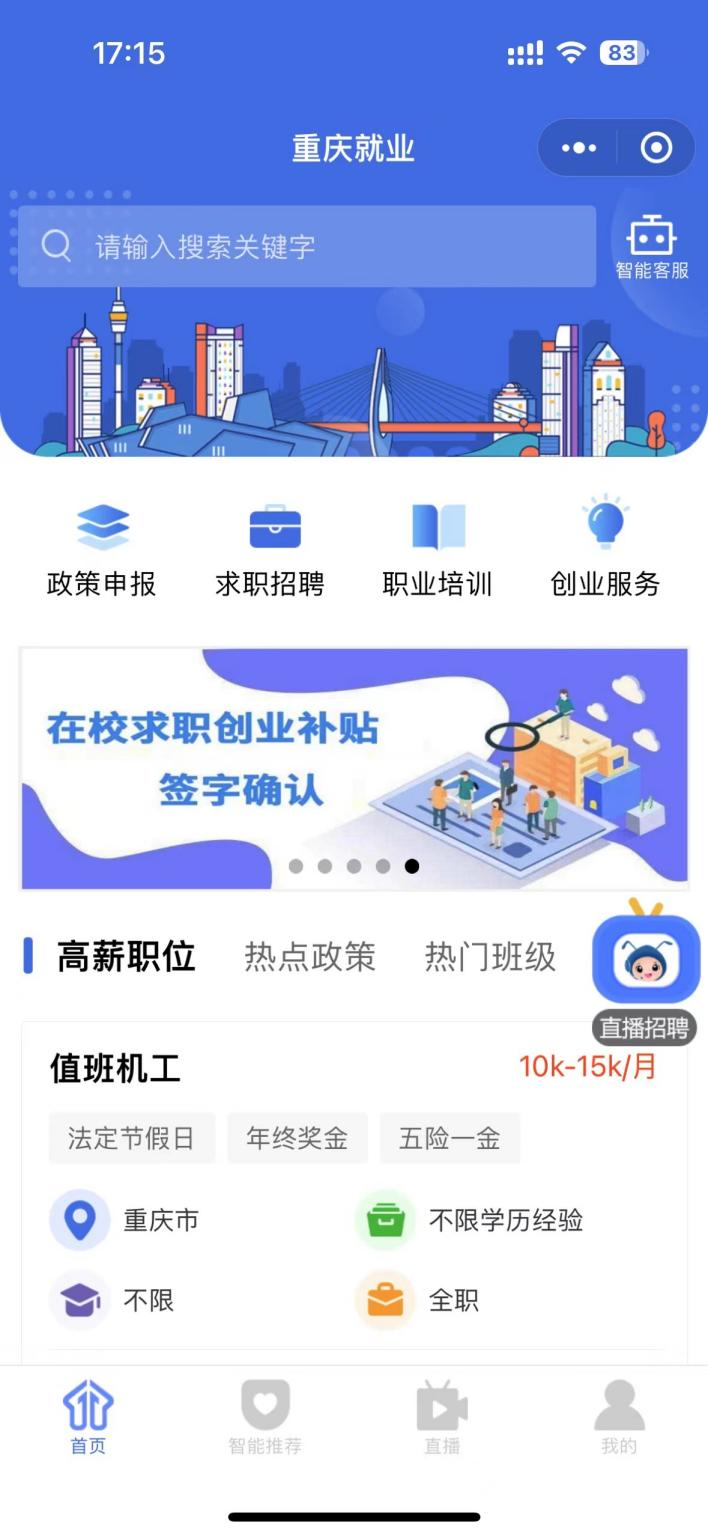 17:15
83
重庆就业
请输入搜索关键字
智能客服
政策申报 求职招聘 职业培训 创业服务
在校求职创业补贴
签字确认
高薪职位 热点政策 热门班级
直播招聘
值班机工 10k-15k/月
法定节假日 年终奖金 五险一金
重庆市 不限学历经验
不限 全职
首页 智能推荐 直播 我的